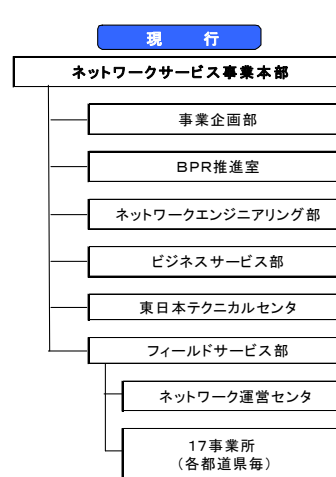 現　行
ネットワークサービス事業本部
事業企画部
BPR推進室
ネットワークエンジニアリング部
ビジネスサービス部
東日本テクニカルセンタ
フィールドサービス部
ネットワーク運営センタ
17事業所
（各都道県毎）